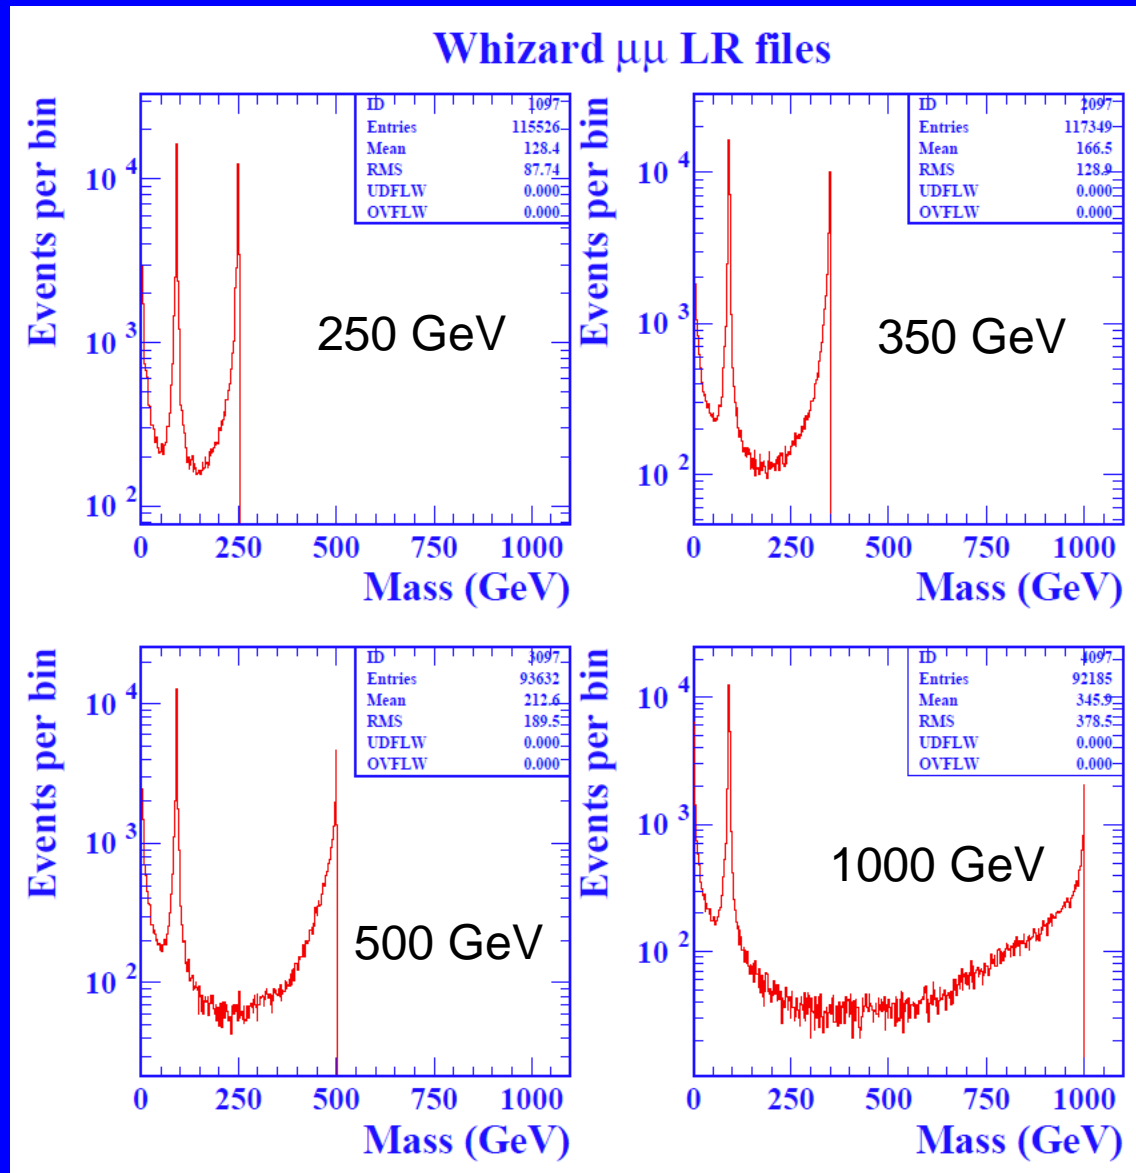 Whizard μμ LR files
Events per bin
10 4
10 3
10 2
ID 1097
Entries 115526
Mean 128.4
RMS 87.74
UDFLW 0.000
OVFLW 0.000
250 GeV
0 250 500 750 1000
Mass (GeV)
Events per bin
10 4
10 3
10 2
ID 2097
Entries 117349
Mean 166.5
RMS 128.9
UDFLW 0.000
OVFLW 0.000
350 GeV
0 250 500 750 1000
Mass (GeV)
Events per bin
10 4
10 3
10 2
ID 3097
Entries 93632
Mean 212.6
RMS 189.5
UDFLW 0.000
OVFLW 0.000
500 GeV
0 250 500 750 1000
Mass (GeV)
Events per bin
10 4
10 3
10 2
ID 4097
Entries 92185
Mean 345.9
RMS 378.5
UDFLW 0.000
OVFLW 0.000
1000 GeV
0 250 500 750 1000
Mass (GeV)